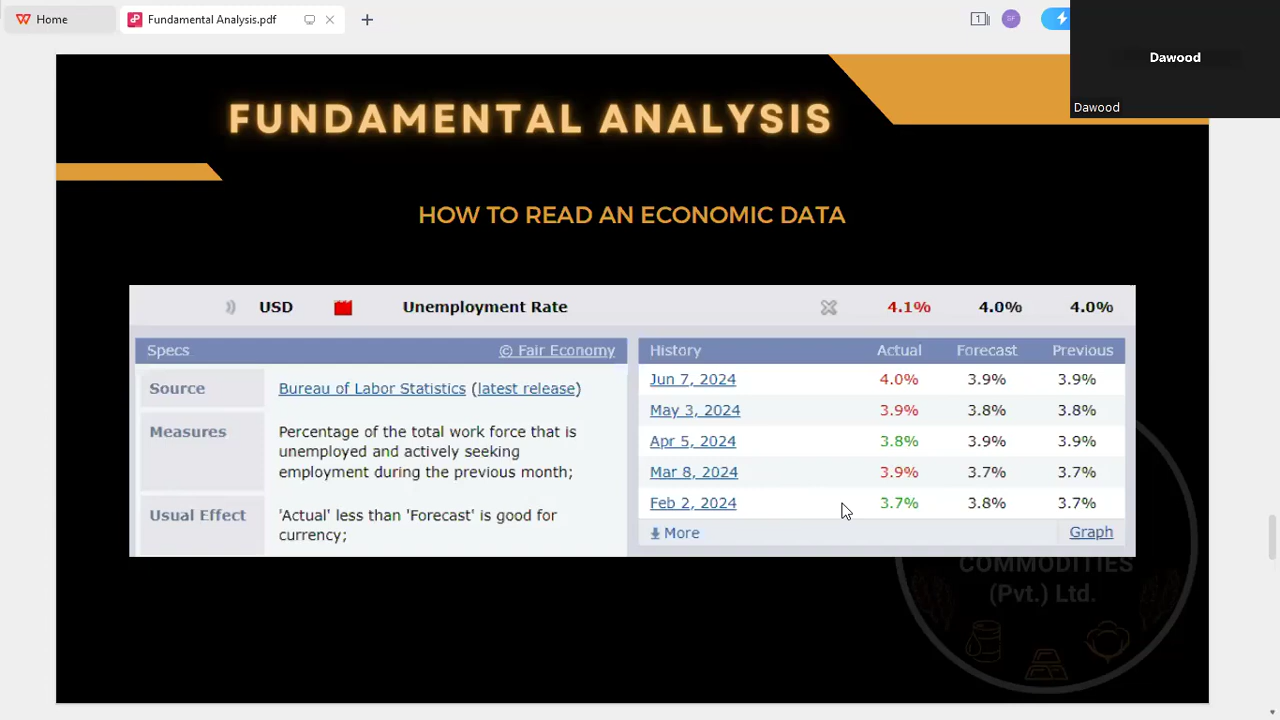 Home
Fundamental Analysis.pdf
1
GF
Dawood
Dawood
FUNDAMENTAL ANALYSIS
HOW TO READ AN ECONOMIC DATA
USD Unemployment Rate 4.1% 4.0% 4.0%
Specs © Fair Economy
Source Bureau of Labor Statistics (latest release)
Measures Percentage of the total work force that is
unemployed and actively seeking
employment during the previous month;
Usual Effect 'Actual' less than 'Forecast' is good for
currency;
History Actual Forecast Previous
Jun 7, 2024 4.0% 3.9% 3.9%
May 3, 2024 3.9% 3.8% 3.8%
Apr 5, 2024 3.8% 3.9% 3.9%
Mar 8, 2024 3.9% 3.7% 3.7%
Feb 2, 2024 3.7% 3.8% 3.7%
More Graph
COMMODITIES
(Pvt.) Ltd.